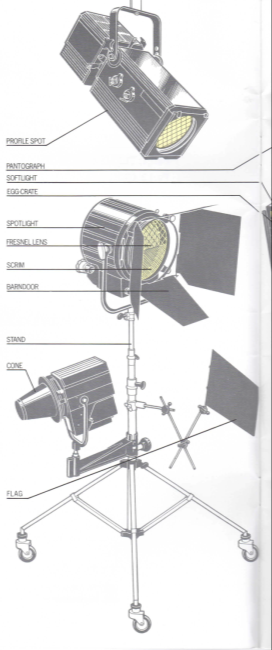 PROFILE SPOT
PANTOGRAPH
SOFTLIGHT
EGG-CRATE
SPOTLIGHT
FRESNEL LENS
SCRIM
BARNDOOR
STAND
CONE
FLAG